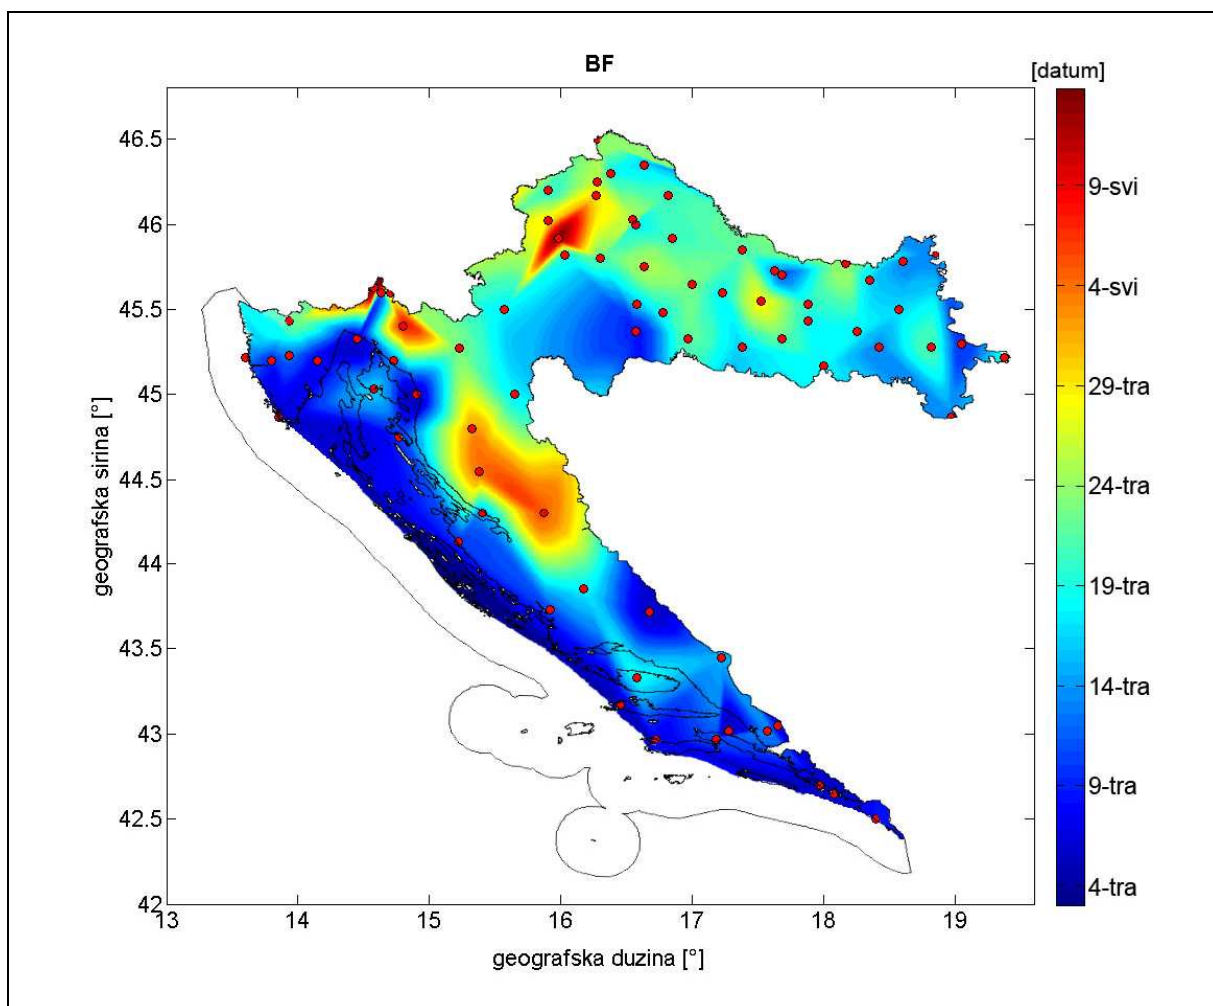 BF
[datum]
46.5
46
45.5
45
44.5
44
43.5
43
42.5
42
geografska sirina [°]
13
14
15
16
17
18
19
geografska duzina [°]
9-svi
4-svi
29-tra
24-tra
19-tra
14-tra
9-tra
4-tra